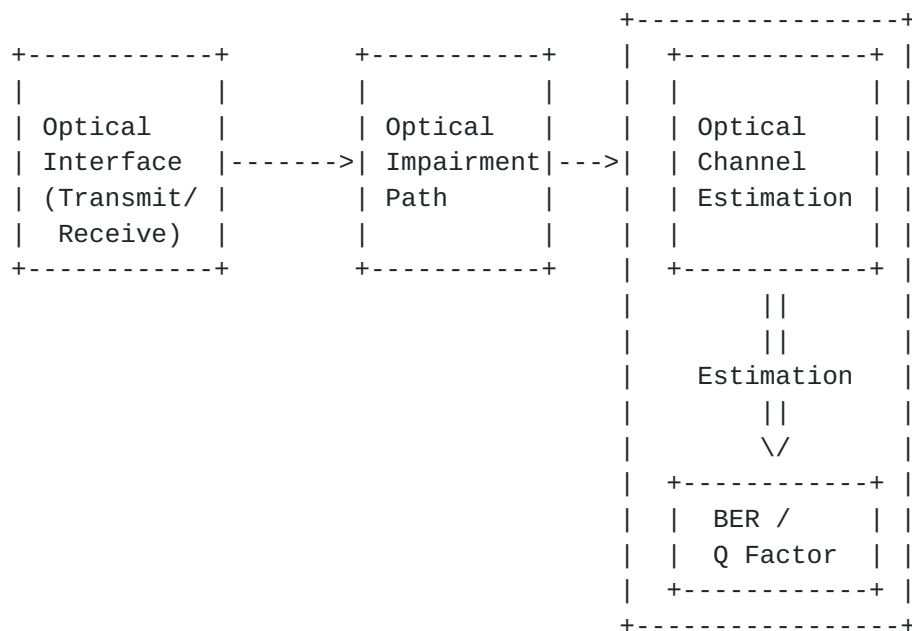 Optical
Interface
(Transmit/
Receive)
Optical
Impairment
Path
Optical
Channel
Estimation
Estimation
BER /
Q Factor